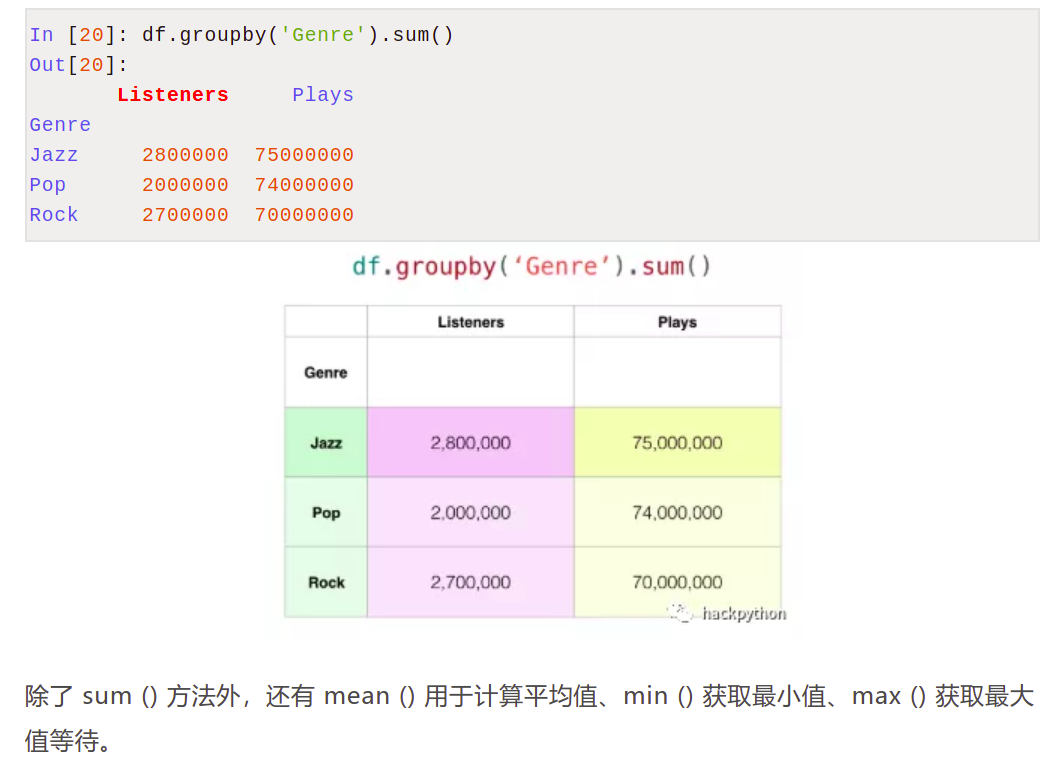 In [20]: df.groupby('Genre').sum()
Out[20]:
Listeners Plays
Genre
Jazz 2800000 75000000
Pop 2000000 74000000
Rock 2700000 70000000
df.groupby(‘Genre’).sum()
Listeners Plays
Genre
Jazz 2,800,000 75,000,000
Pop 2,000,000 74,000,000
Rock 2,700,000 70,000,000
hackpython
除了 sum () 方法外，还有 mean () 用于计算平均值、min () 获取最小值、max () 获取最大
值等待。